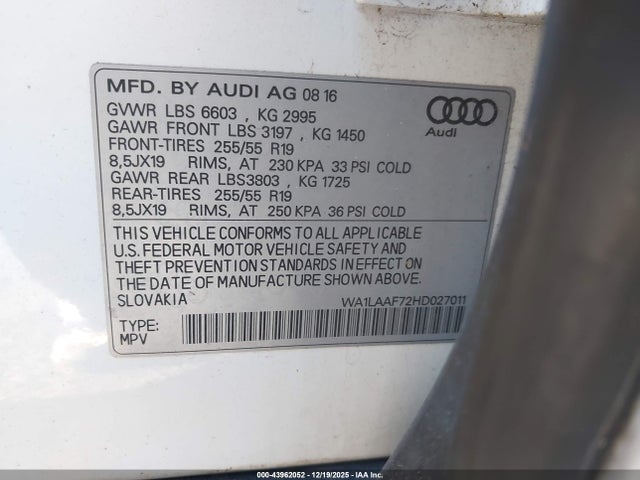 MFD. BY AUDI AG 08 16
GVWR LBS 6603 , KG 2995
GAWR FRONT LBS 3197 , KG 1450
FRONT-TIRES 255/55 R19
8,5JX19 RIMS, AT 230 KPA 33 PSI COLD
GAWR REAR LBS3803 , KG 1725
REAR-TIRES 255/55 R19
8,5JX19 RIMS, AT 250 KPA 36 PSI COLD
Audi
THIS VEHICLE CONFORMS TO ALL APPLICABLE
U.S. FEDERAL MOTOR VEHICLE SAFETY AND
THEFT PREVENTION STANDARDS IN EFFECT ON
THE DATE OF MANUFACTURE SHOWN ABOVE.
SLOVAKIA WA1LAAF72HD027011
TYPE:
MPV
000-43962052 - 12/19/2025 - IAA Inc.